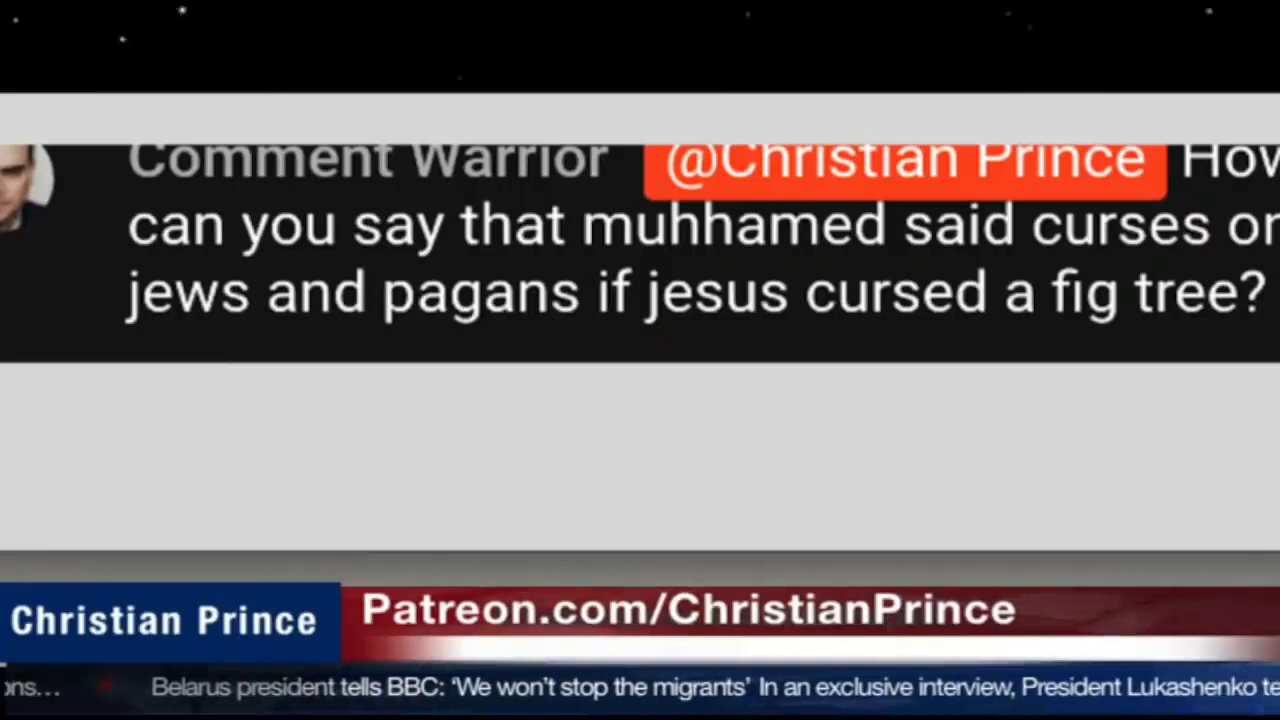 Comment Warrior @Christian Prince How
can you say that muhhamed said curses on
jews and pagans if jesus cursed a fig tree?
Christian Prince
Patreon.com/ChristianPrince
Belarus president tells BBC: ‘We won’t stop the migrants’ In an exclusive interview, President Lukashenko